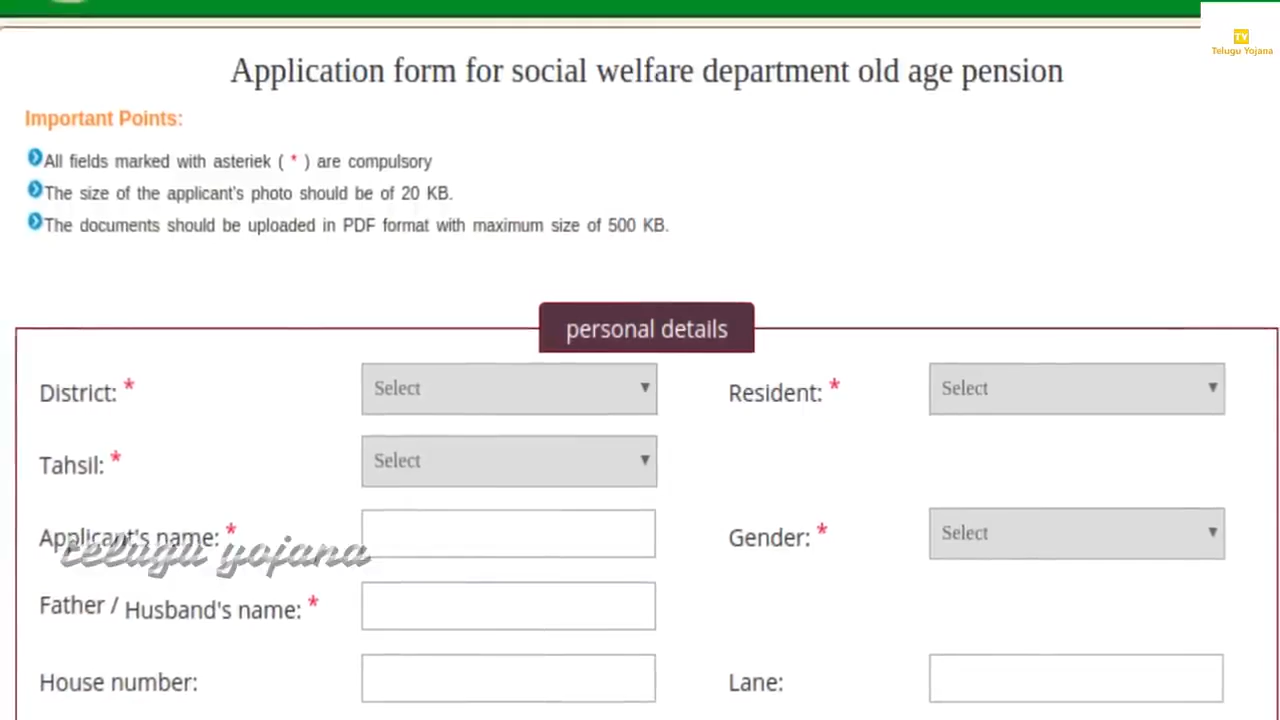 TV
Telugu Yojana
Application form for social welfare department old age pension
Important Points:
All fields marked with asteriek ( * ) are compulsory
The size of the applicant's photo should be of 20 KB.
The documents should be uploaded in PDF format with maximum size of 500 KB.
personal details
District: * Select Resident: * Select
Tahsil: * Select
Applicant's name: * Gender: * Select
telugu yojana
Father / Husband's name: *
House number: Lane: